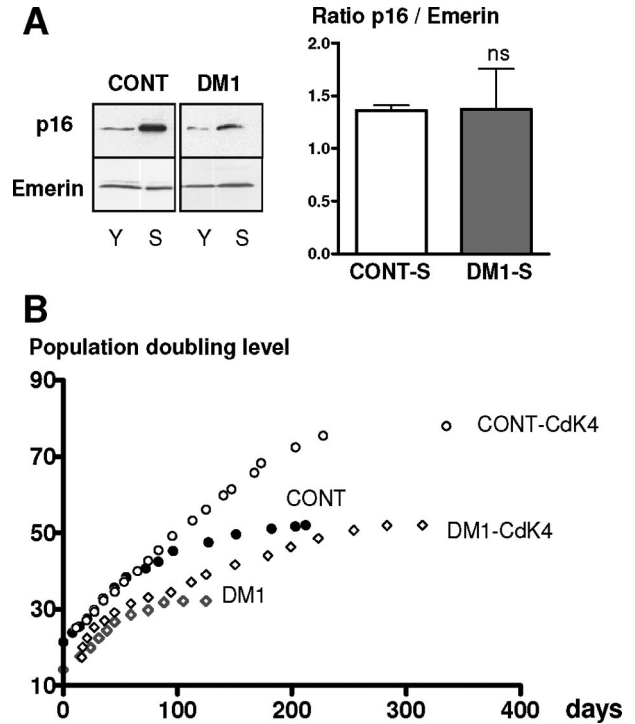 A
CONT DM1
p16
Emerin
Y S Y S
Ratio p16 / Emerin
2.0
1.5
1.0
0.5
0.0
ns
CONT-S DM1-S
B
Population doubling level
90
70
50
30
10
CONT-CdK4
CONT
DM1-CdK4
DM1
0 100 200 300 400 days